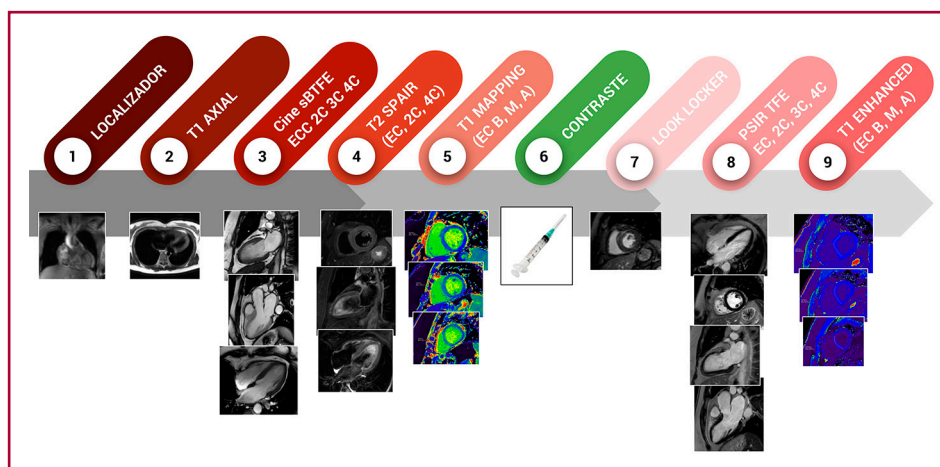 1
LOCALIZADOR
2
T1 AXIAL
3
Cine sBTFE
ECC 2C 3C 4C
4
T2 SPAIR
(EC, 2C, 4C)
5
T1 MAPPING
(EC B, M, A)
6
CONTRASTE
7
LOOK LOCKER
8
PSIR TFE
EC, 2C, 3C, 4C
9
T1 ENHANCED
(EC B, M, A)